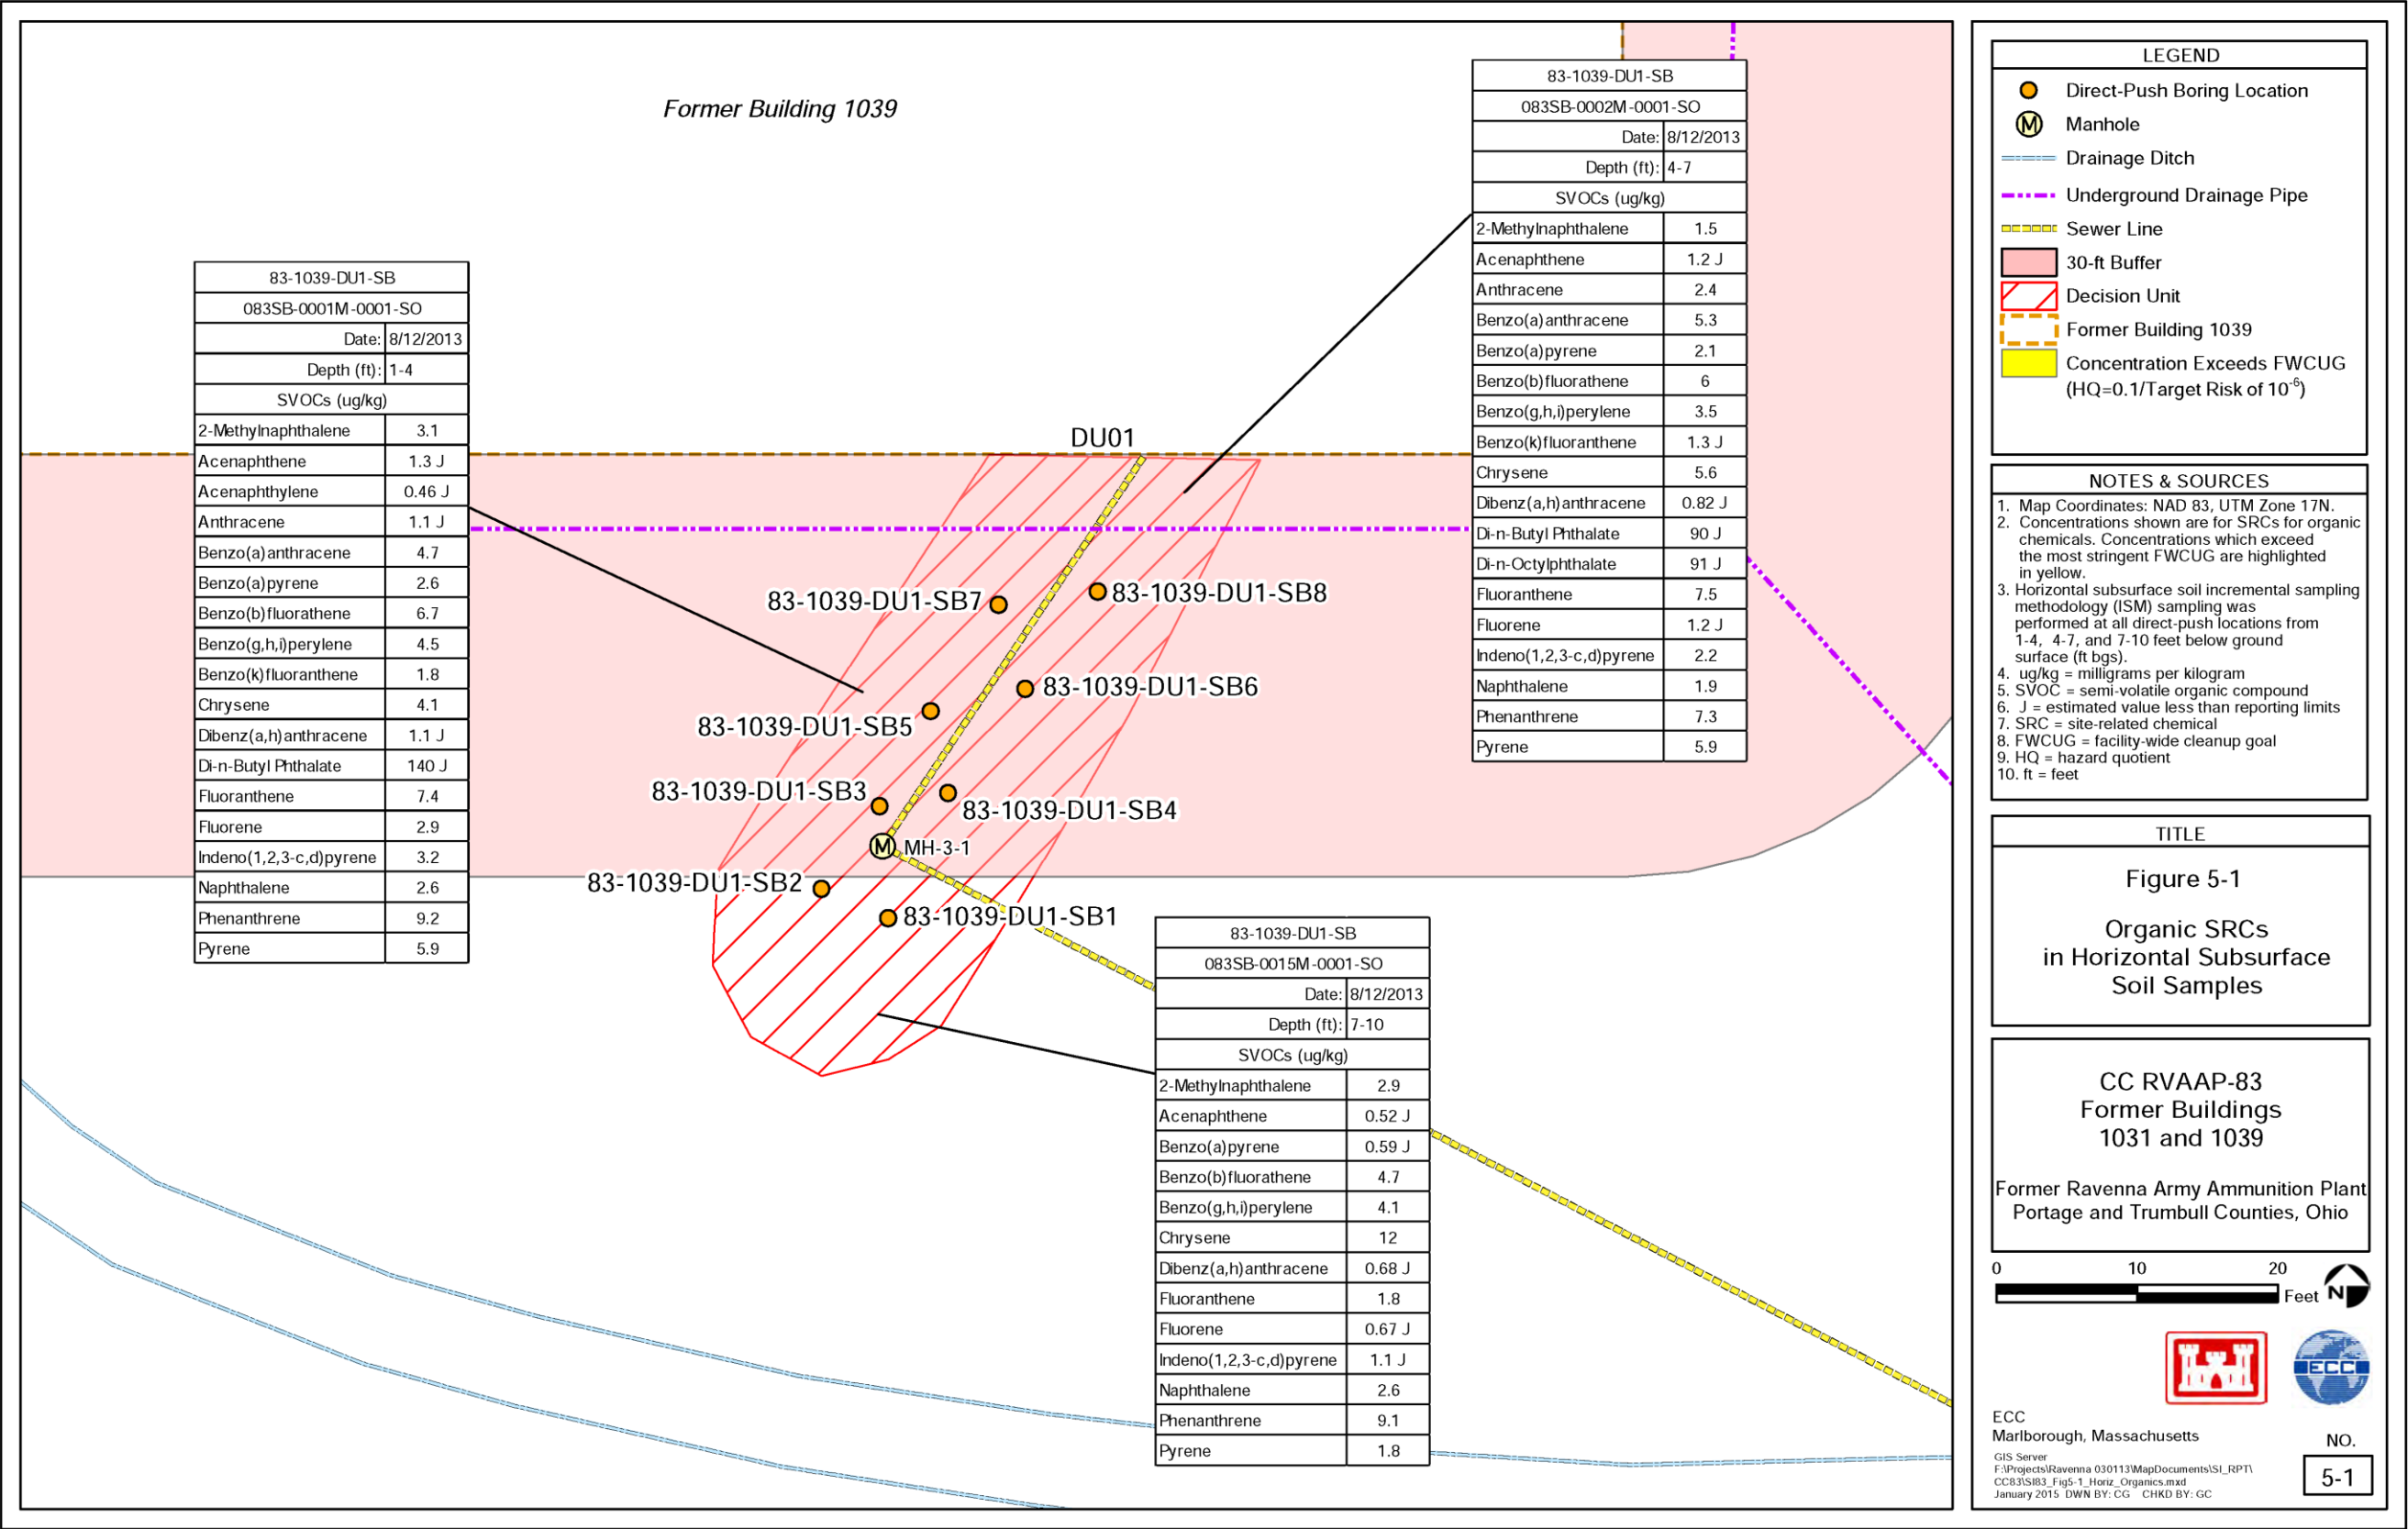 Former Building 1039
83-1039-DU1-SB
083SB-0001M-0001-SO
Date: 8/12/2013
Depth (ft): 1-4
SVOCs (ug/kg)
2-Methylnaphthalene 3.1
Acenaphthene 1.3 J
Acenaphthylene 0.46 J
Anthracene 1.1 J
Benzo(a)anthracene 4.7
Benzo(a)pyrene 2.6
Benzo(b)fluorathene 6.7
Benzo(g,h,i)perylene 4.5
Benzo(k)fluoranthene 1.8
Chrysene 4.1
Dibenz(a,h)anthracene 1.1 J
Di-n-Butyl Phthalate 140 J
Fluoranthene 7.4
Fluorene 2.9
Indeno(1,2,3-c,d)pyrene 3.2
Naphthalene 2.6
Phenanthrene 9.2
Pyrene 5.9
83-1039-DU1-SB
083SB-0002M-0001-SO
Date: 8/12/2013
Depth (ft): 4-7
SVOCs (ug/kg)
2-Methylnaphthalene 1.5
Acenaphthene 1.2 J
Anthracene 2.4
Benzo(a)anthracene 5.3
Benzo(a)pyrene 2.1
Benzo(b)fluorathene 6
Benzo(g,h,i)perylene 3.5
Benzo(k)fluoranthene 1.3 J
Chrysene 5.6
Dibenz(a,h)anthracene 0.82 J
Di-n-Butyl Phthalate 90 J
Di-n-Octylphthalate 91 J
Fluoranthene 7.5
Fluorene 1.2 J
Indeno(1,2,3-c,d)pyrene 2.2
Naphthalene 1.9
Phenanthrene 7.3
Pyrene 5.9
DU01
83-1039-DU1-SB7
83-1039-DU1-SB8
83-1039-DU1-SB6
83-1039-DU1-SB5
83-1039-DU1-SB3
83-1039-DU1-SB4
M MH-3-1
83-1039-DU1-SB2
83-1039-DU1-SB1
83-1039-DU1-SB
083SB-0015M-0001-SO
Date: 8/12/2013
Depth (ft): 7-10
SVOCs (ug/kg)
2-Methylnaphthalene 2.9
Acenaphthene 0.52 J
Benzo(a)pyrene 0.59 J
Benzo(b)fluorathene 4.7
Benzo(g,h,i)perylene 4.1
Chrysene 12
Dibenz(a,h)anthracene 0.68 J
Fluoranthene 1.8
Fluorene 0.67 J
Indeno(1,2,3-c,d)pyrene 1.1 J
Naphthalene 2.6
Phenanthrene 9.1
Pyrene 1.8
LEGEND
Direct-Push Boring Location
M Manhole
Drainage Ditch
Underground Drainage Pipe
Sewer Line
30-ft Buffer
Decision Unit
Former Building 1039
Concentration Exceeds FWCUG
(HQ=0.1/Target Risk of 10⁻⁶)
NOTES & SOURCES
1. Map Coordinates: NAD 83, UTM Zone 17N.
2. Concentrations shown are for SRCs for organic
chemicals. Concentrations which exceed
the most stringent FWCUG are highlighted
in yellow.
3. Horizontal subsurface soil incremental sampling
methodology (ISM) sampling was
performed at all direct-push locations from
1-4, 4-7, and 7-10 feet below ground
surface (ft bgs).
4. ug/kg = milligrams per kilogram
5. SVOC = semi-volatile organic compound
6. J = estimated value less than reporting limits
7. SRC = site-related chemical
8. FWCUG = facility-wide cleanup goal
9. HQ = hazard quotient
10. ft = feet
TITLE
Figure 5-1
Organic SRCs
in Horizontal Subsurface
Soil Samples
CC RVAAP-83
Former Buildings
1031 and 1039
Former Ravenna Army Ammunition Plant
Portage and Trumbull Counties, Ohio
0 10 20
Feet N
ECC
ECC
Marlborough, Massachusetts
GIS Server
F:\Projects\Ravenna 030113\MapDocuments\SI_RPT\
CC83\SI83_Fig5-1_Horiz_Organics.mxd
January 2015 DWN BY: CG CHKD BY: GC
NO.
5-1